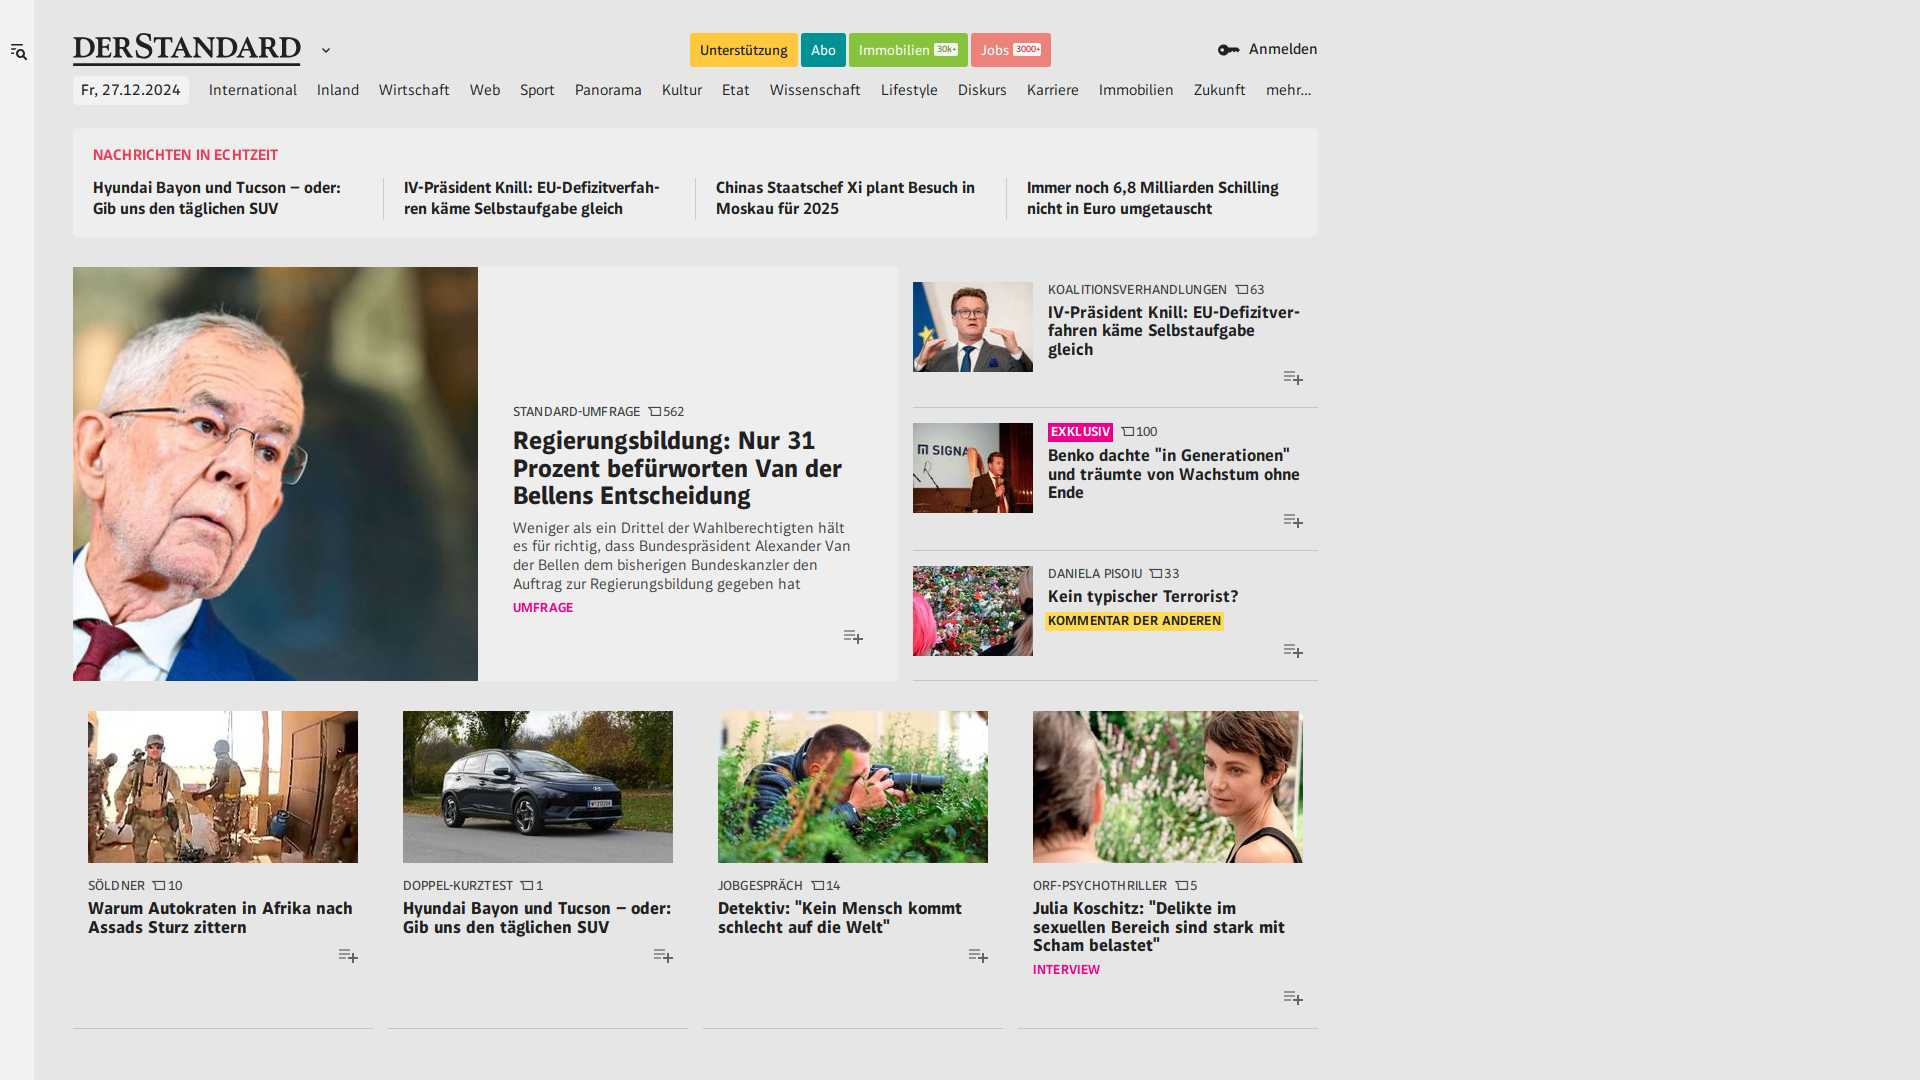 DERSTANDARD
Unterstützung
Abo
Immobilien 30k+
Jobs 3000+
Anmelden
Fr, 27.12.2024
International
Inland
Wirtschaft
Web
Sport
Panorama
Kultur
Etat
Wissenschaft
Lifestyle
Diskurs
Karriere
Immobilien
Zukunft
mehr...
NACHRICHTEN IN ECHTZEIT
Hyundai Bayon und Tucson – oder:
Gib uns den täglichen SUV
IV-Präsident Knill: EU-Defizitverfah-
ren käme Selbstaufgabe gleich
Chinas Staatschef Xi plant Besuch in
Moskau für 2025
Immer noch 6,8 Milliarden Schilling
nicht in Euro umgetauscht
STANDARD-UMFRAGE 562
Regierungsbildung: Nur 31
Prozent befürworten Van der
Bellens Entscheidung
Weniger als ein Drittel der Wahlberechtigten hält
es für richtig, dass Bundespräsident Alexander Van
der Bellen dem bisherigen Bundeskanzler den
Auftrag zur Regierungsbildung gegeben hat
UMFRAGE
KOALITIONSVERHANDLUNGEN 63
IV-Präsident Knill: EU-Defizitver-
fahren käme Selbstaufgabe
gleich
SIGNA
EXKLUSIV 100
Benko dachte "in Generationen"
und träumte von Wachstum ohne
Ende
DANIELA PISOIU 33
Kein typischer Terrorist?
KOMMENTAR DER ANDEREN
SÖLDNER 10
Warum Autokraten in Afrika nach
Assads Sturz zittern
DOPPEL-KURZTEST 1
Hyundai Bayon und Tucson – oder:
Gib uns den täglichen SUV
JOBGESPRÄCH 14
Detektiv: "Kein Mensch kommt
schlecht auf die Welt"
ORF-PSYCHOTHRILLER 5
Julia Koschitz: "Delikte im
sexuellen Bereich sind stark mit
Scham belastet"
INTERVIEW